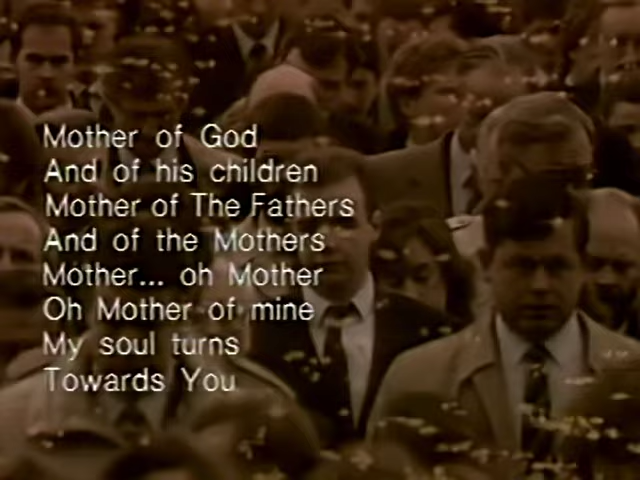 Mother of God
And of his children
Mother of The Fathers
And of the Mothers
Mother... oh Mother
Oh Mother of mine
My soul turns
Towards You